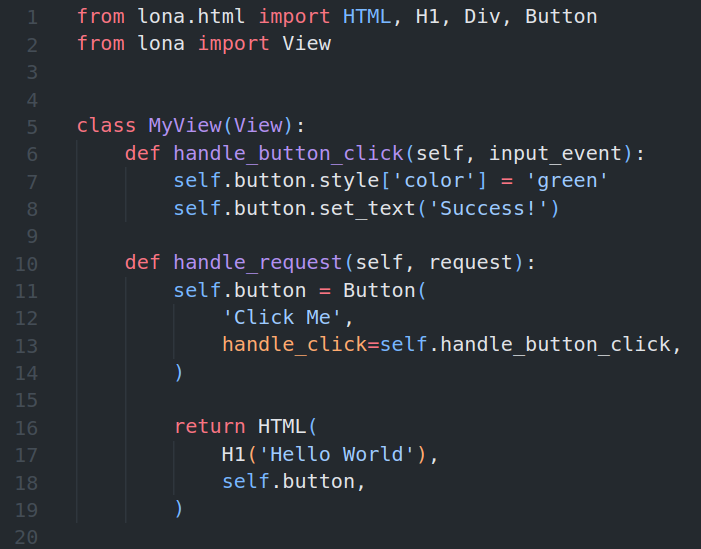 1 from lona.html import HTML, H1, Div, Button
2 from lona import View
3
4
5 class MyView(View):
6     def handle_button_click(self, input_event):
7         self.button.style['color'] = 'green'
8         self.button.set_text('Success!')
9
10     def handle_request(self, request):
11         self.button = Button(
12             'Click Me',
13             handle_click=self.handle_button_click,
14         )
15
16         return HTML(
17             H1('Hello World'),
18             self.button,
19         )
20